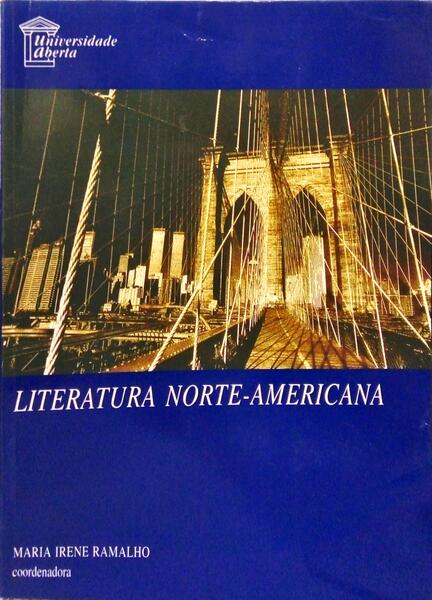 Universidade
Aberta
LITERATURA NORTE-AMERICANA
MARIA IRENE RAMALHO
coordenadora